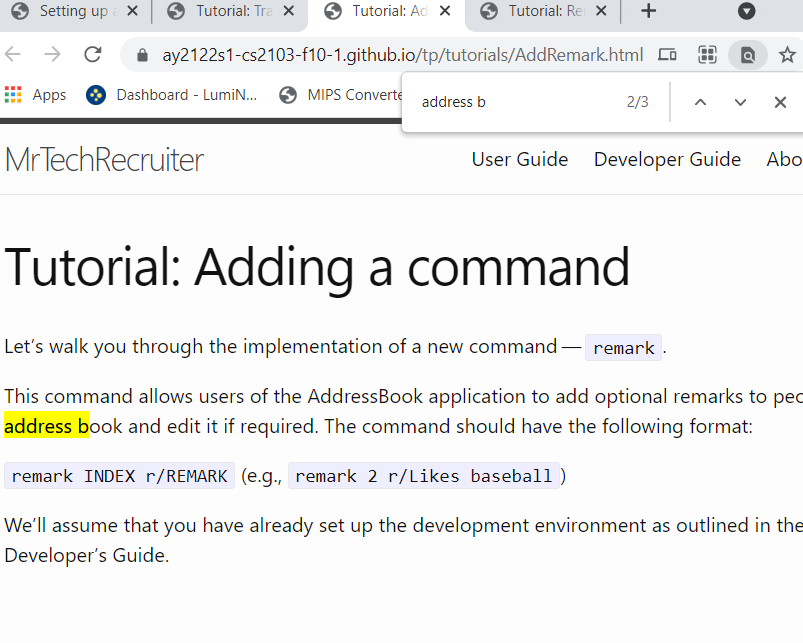 Setting up
Tutorial: Tra
Tutorial: Ad
Tutorial: Re
ay2122s1-cs2103-f10-1.github.io/tp/tutorials/AddRemark.html
Apps
Dashboard - LumiN...
MIPS Converte
address b
2/3
MrTechRecruiter
User Guide
Developer Guide
Abo
Tutorial: Adding a command
Let's walk you through the implementation of a new command — remark.
This command allows users of the AddressBook application to add optional remarks to peo
address book and edit it if required. The command should have the following format:
remark INDEX r/REMARK (e.g., remark 2 r/Likes baseball)
We'll assume that you have already set up the development environment as outlined in the
Developer's Guide.